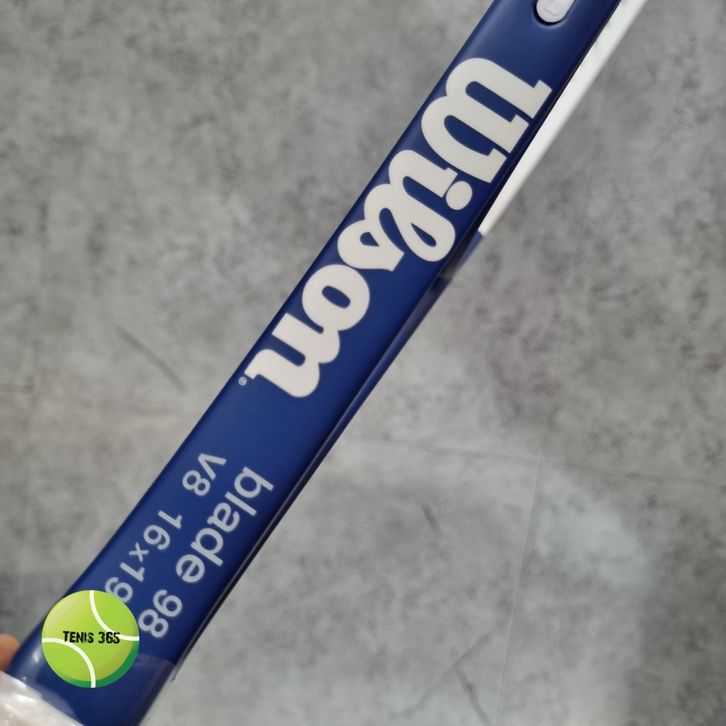 Wilson
®
blade 98
v8 16x19
TENIS 365